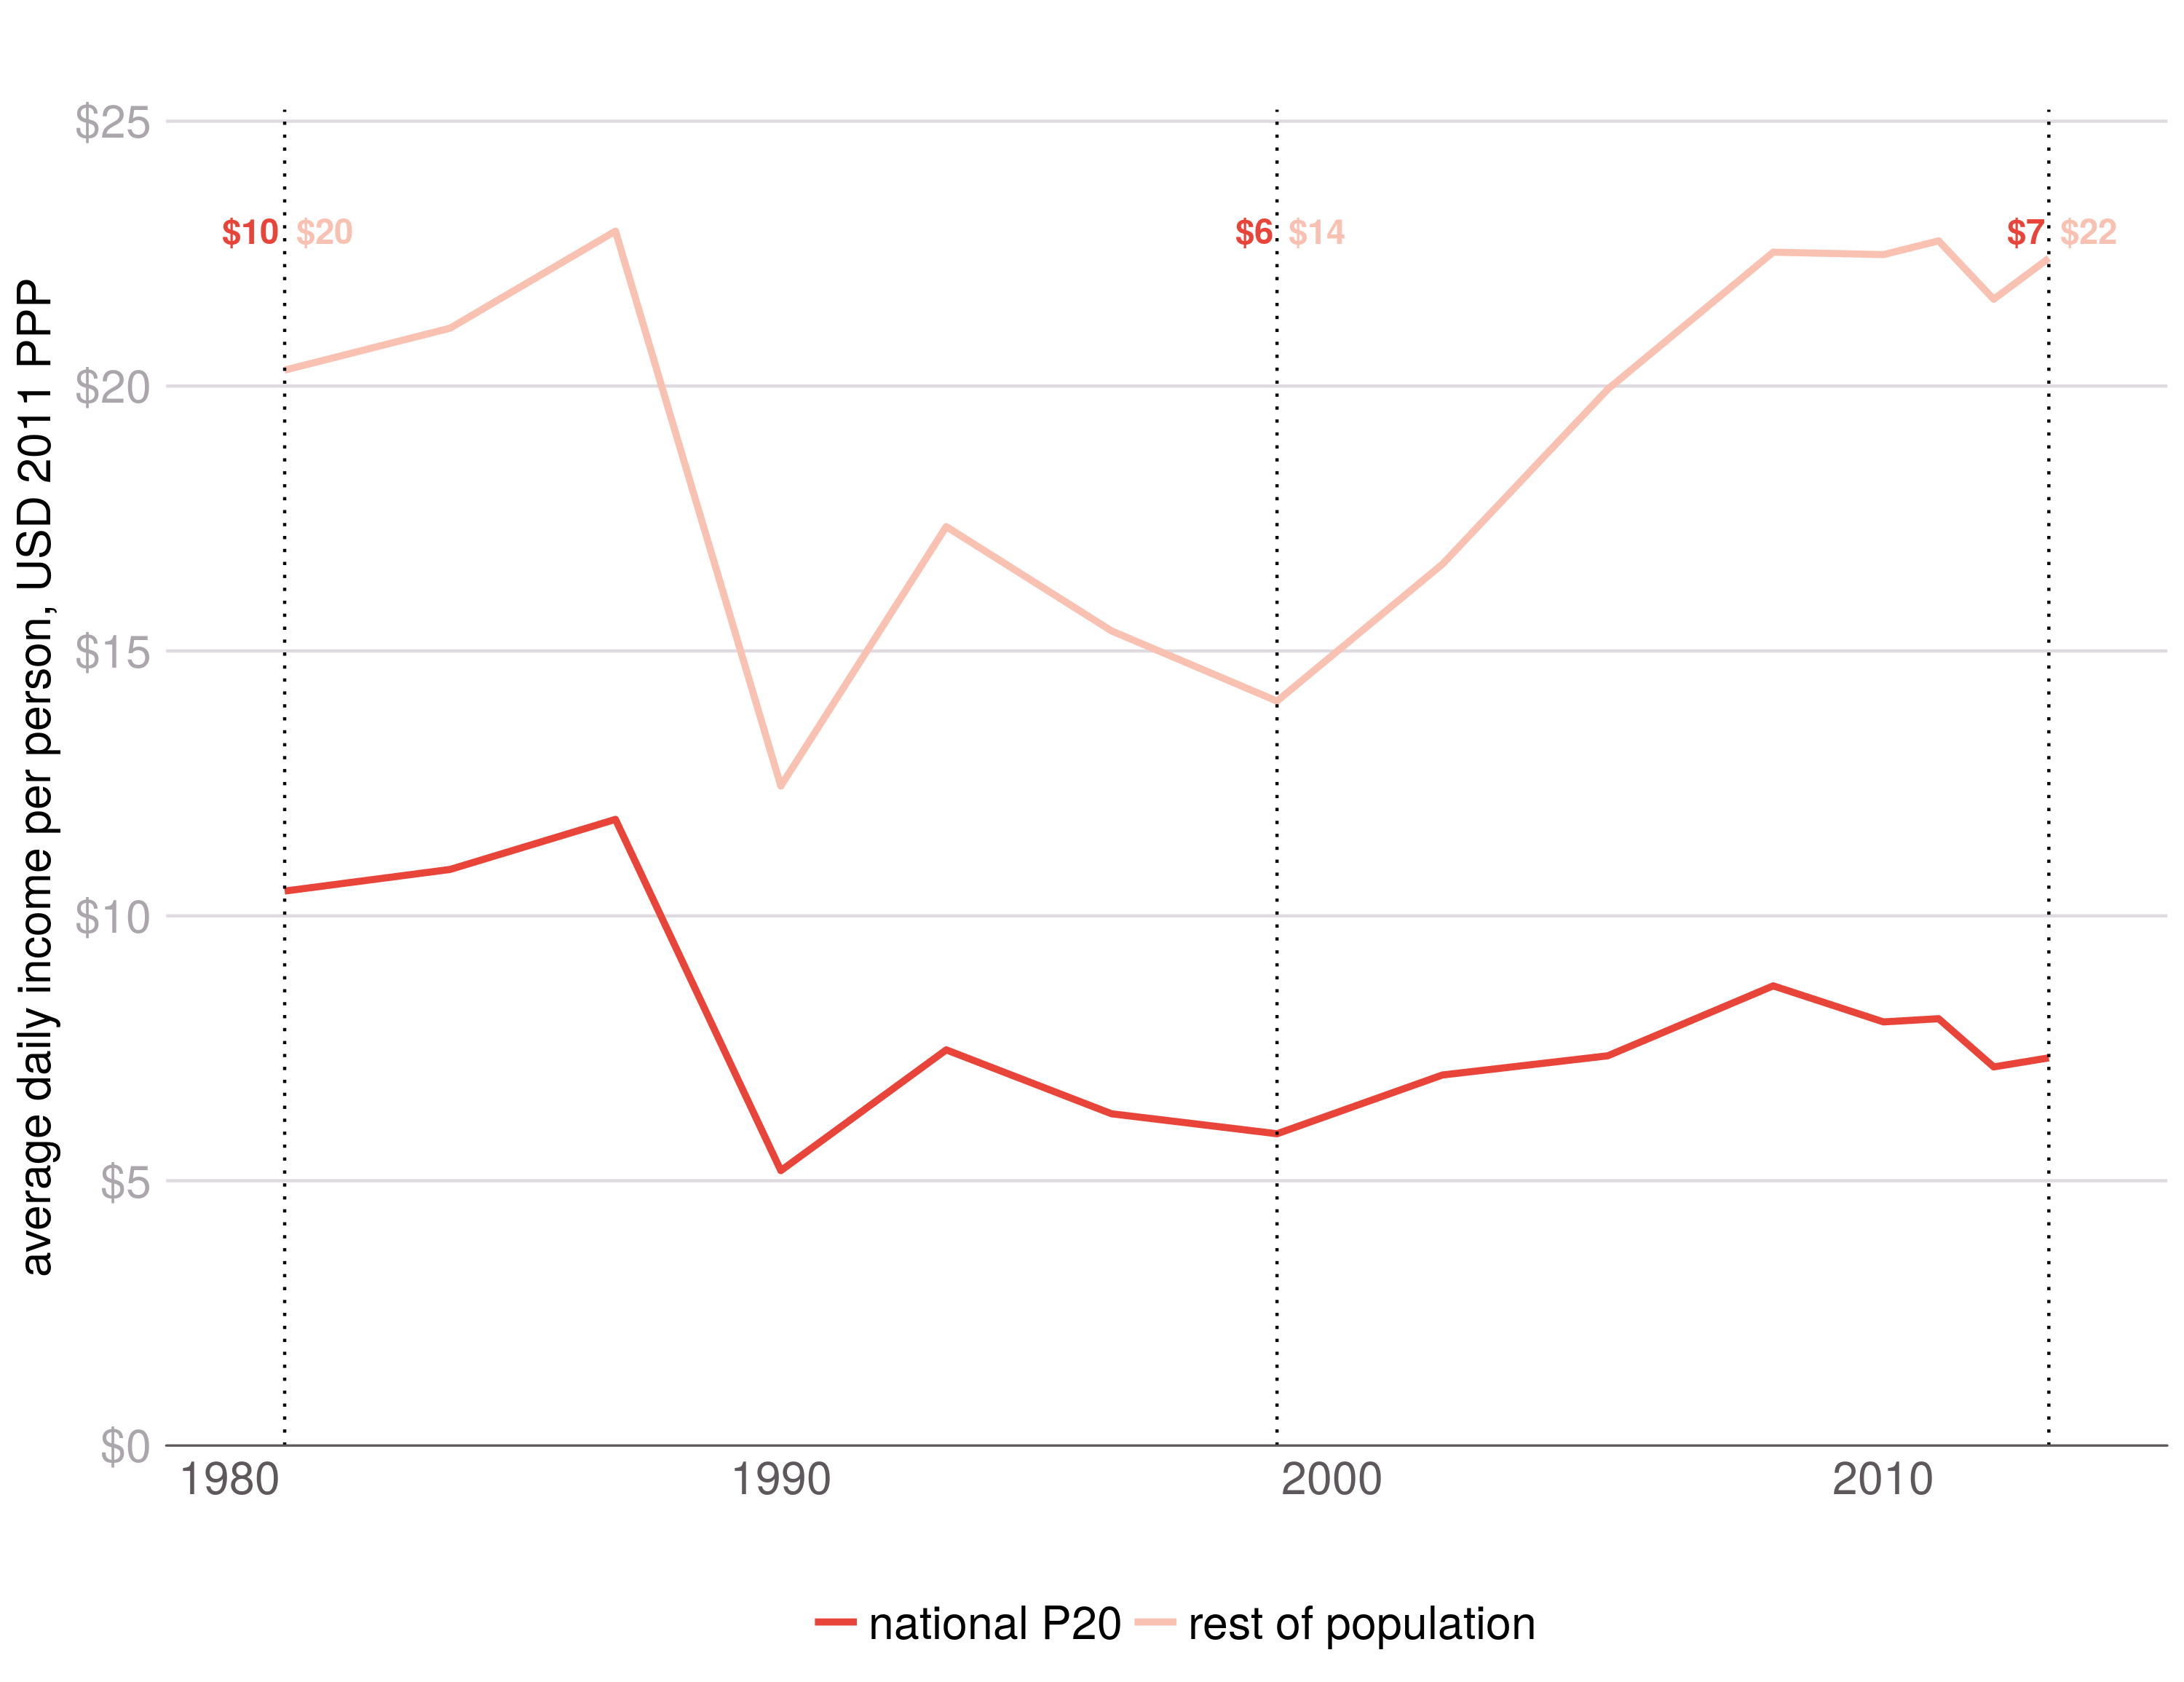 average daily income per person, USD 2011 PPP
$25
$10 $20 $6 $14 $7 $22
$20
$15
$10
$5
$0
1980 1990 2000 2010
national P20 rest of population